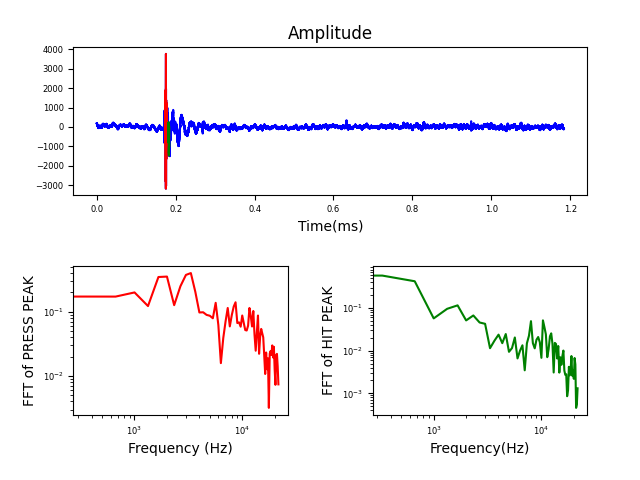 Amplitude
4000
3000
2000
1000
0
−1000
−2000
−3000
0.0 0.2 0.4 0.6 0.8 1.0 1.2
Time(ms)
FFT of PRESS PEAK
10⁻¹
10⁻²
10³ 10⁴
Frequency (Hz)
FFT of HIT PEAK
10⁻¹
10⁻²
10⁻³
10³ 10⁴
Frequency(Hz)